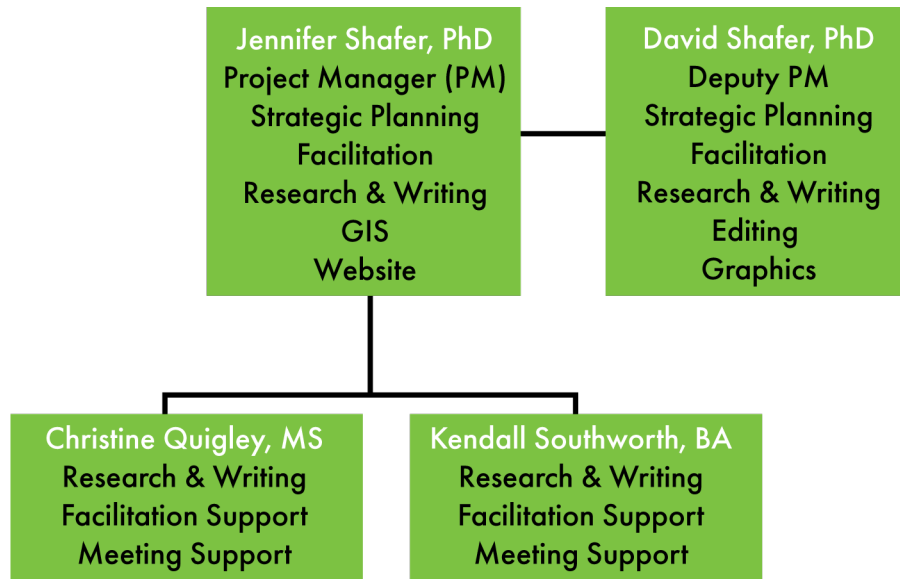 Jennifer Shafer, PhD
Project Manager (PM)
Strategic Planning
Facilitation
Research & Writing
GIS
Website
David Shafer, PhD
Deputy PM
Strategic Planning
Facilitation
Research & Writing
Editing
Graphics
Christine Quigley, MS
Research & Writing
Facilitation Support
Meeting Support
Kendall Southworth, BA
Research & Writing
Facilitation Support
Meeting Support